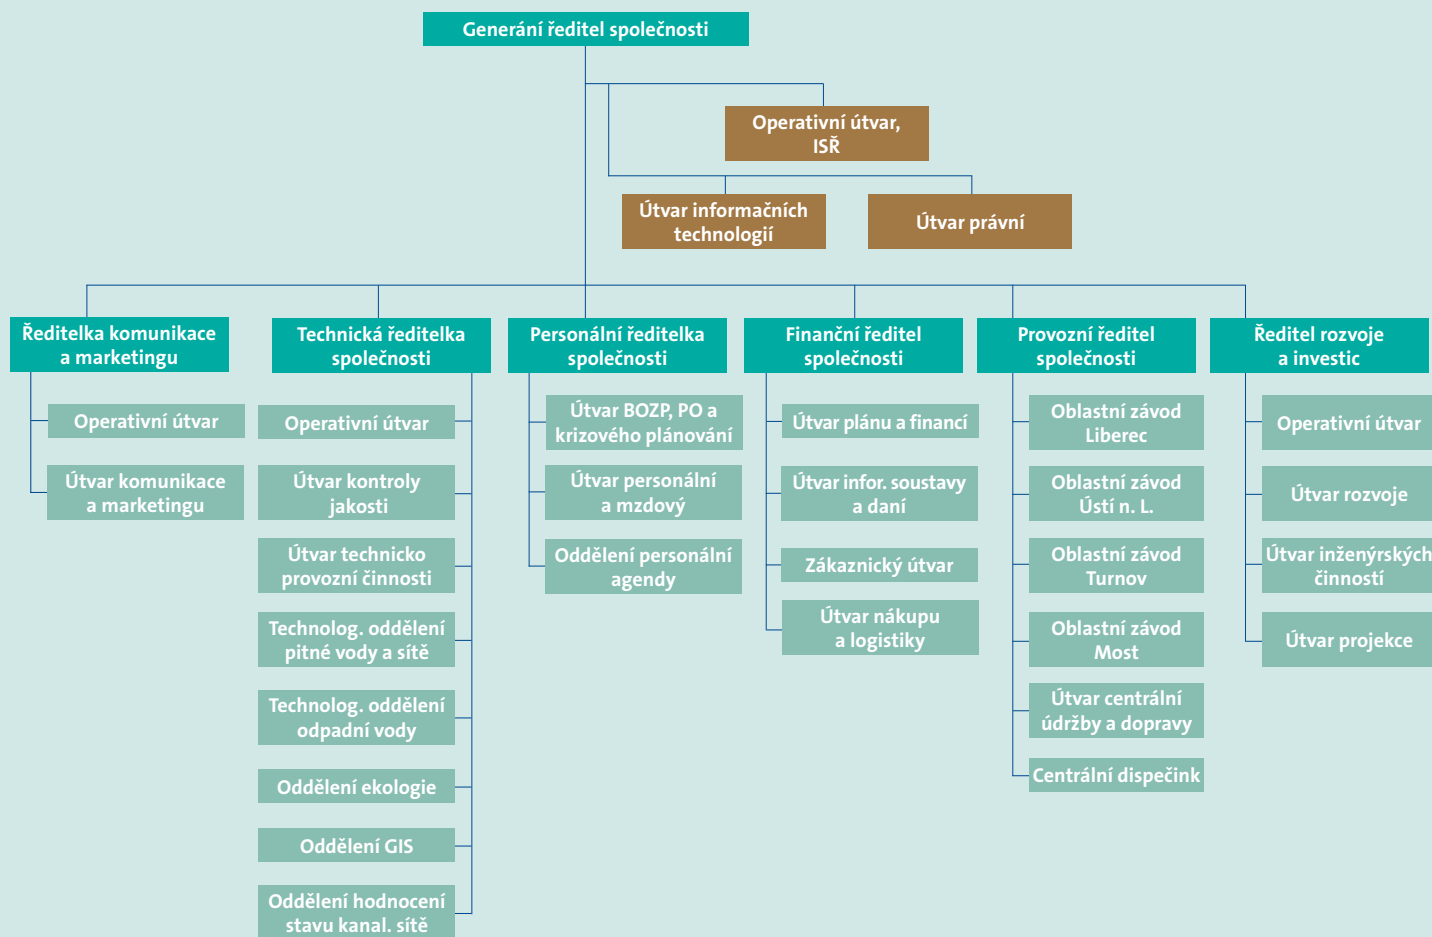 Generání ředitel společnosti
Operativní útvar,
ISŘ
Útvar informačních
technologií
Útvar právní
Ředitelka komunikace
a marketingu
Operativní útvar
Útvar komunikace
a marketingu
Technická ředitelka
společnosti
Operativní útvar
Útvar kontroly
jakosti
Útvar technicko
provozní činnosti
Technolog. oddělení
pitné vody a sítě
Technolog. oddělení
odpadní vody
Oddělení ekologie
Oddělení GIS
Oddělení hodnocení
stavu kanal. sítě
Personální ředitelka
společnosti
Útvar BOZP, PO a
krizového plánování
Útvar personální
a mzdový
Oddělení personální
agendy
Finanční ředitel
společnosti
Útvar plánu a financí
Útvar infor. soustavy
a daní
Zákaznický útvar
Útvar nákupu
a logistiky
Provozní ředitel
společnosti
Oblastní závod
Liberec
Oblastní závod
Ústí n. L.
Oblastní závod
Turnov
Oblastní závod
Most
Útvar centrální
údržby a dopravy
Centrální dispečink
Ředitel rozvoje
a investic
Operativní útvar
Útvar rozvoje
Útvar inženýrských
činností
Útvar projekce